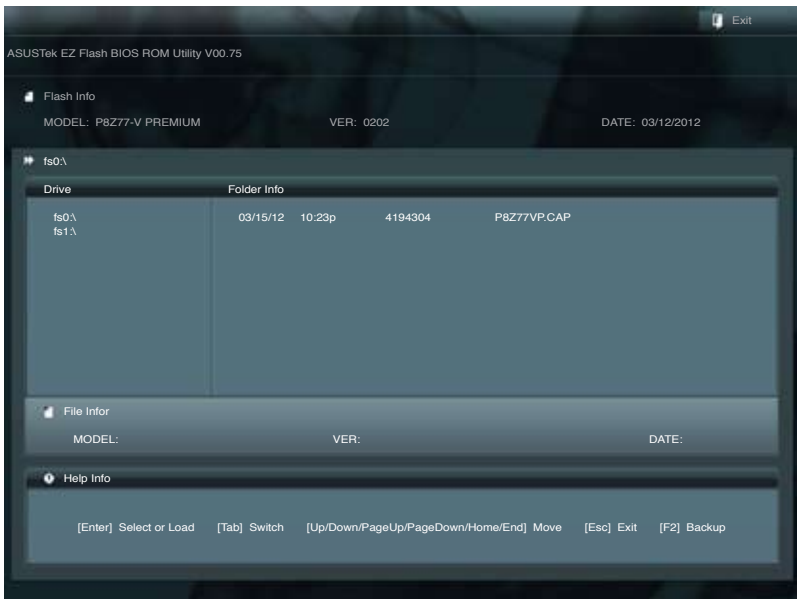 Exit
ASUSTek EZ Flash BIOS ROM Utility V00.75
Flash Info
MODEL: P8Z77-V PREMIUM VER: 0202 DATE: 03/12/2012
fs0:\
Drive Folder Info
fs0:\ 03/15/12 10:23p 4194304 P8Z77VP.CAP
fs1:\
File Infor
MODEL: VER: DATE:
Help Info
[Enter] Select or Load [Tab] Switch [Up/Down/PageUp/PageDown/Home/End] Move [Esc] Exit [F2] Backup